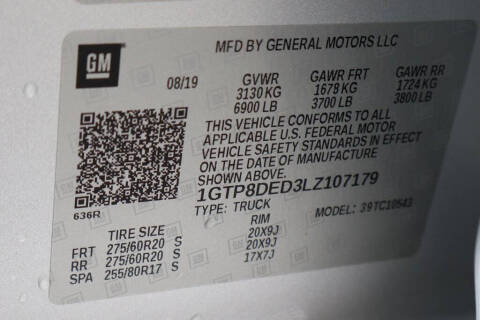 GM
MFD BY GENERAL MOTORS LLC
08/19 GVWR GAWR FRT GAWR RR
3130 KG 1678 KG 1724 KG
6900 LB 3700 LB 3800 LB
THIS VEHICLE CONFORMS TO ALL
APPLICABLE U.S. FEDERAL MOTOR
VEHICLE SAFETY STANDARDS IN EFFECT
ON THE DATE OF MANUFACTURE
SHOWN ABOVE.
1GTP8DED3LZ107179
636R
TYPE: TRUCK MODEL: 39TC10543
TIRE SIZE RIM
FRT 275/60R20 S 20X9J
RR 275/60R20 S 20X9J
SPA 255/80R17 S 17X7J